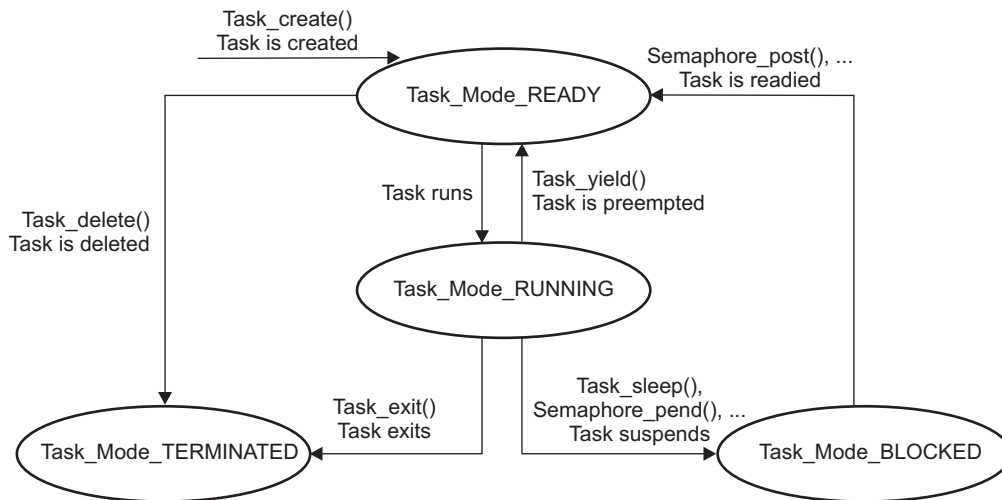 Task_create()
Task is created
Semaphore_post(), ...
Task is readied
Task_Mode_READY
Task runs
Task_yield()
Task is preempted
Task_delete()
Task is deleted
Task_Mode_RUNNING
Task_exit()
Task exits
Task_sleep(),
Semaphore_pend(), ...
Task suspends
Task_Mode_TERMINATED
Task_Mode_BLOCKED